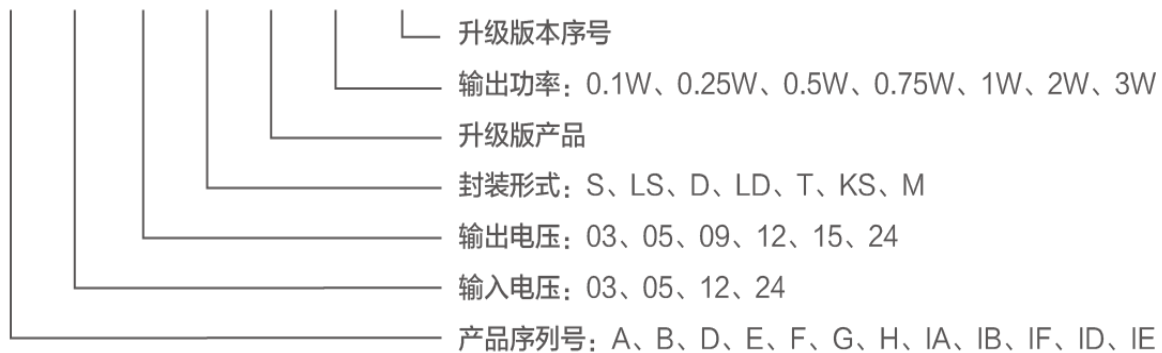 升级版本序号
输出功率：0.1W、0.25W、0.5W、0.75W、1W、2W、3W
升级版产品
封装形式：S、LS、D、LD、T、KS、M
输出电压：03、05、09、12、15、24
输入电压：03、05、12、24
产品序列号：A、B、D、E、F、G、H、IA、IB、IF、ID、IE